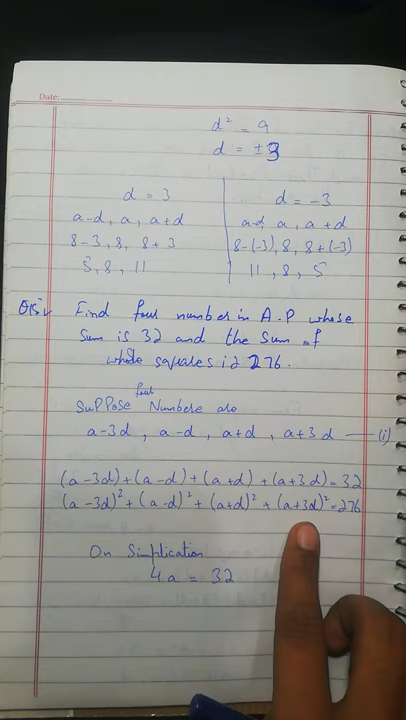 Date:
d² = 9
d = ±3
d = 3
a-d, a, a+d
8-3, 8, 8+3
5, 8, 11
d = -3
a-d, a, a+d
8-(-3), 8, 8+(-3)
11, 8, 5
Find four number in A.P whose
Sum is 32 and the sum of
whose squares is 276.
four
Suppose Numbers are
a-3d, a-d, a+d, a+3d —(i)
(a-3d)+(a-d)+(a+d)+(a+3d)=32
(a-3d)²+(a-d)²+(a+d)²+(a+3d)²=276
On Simplication
4a = 32